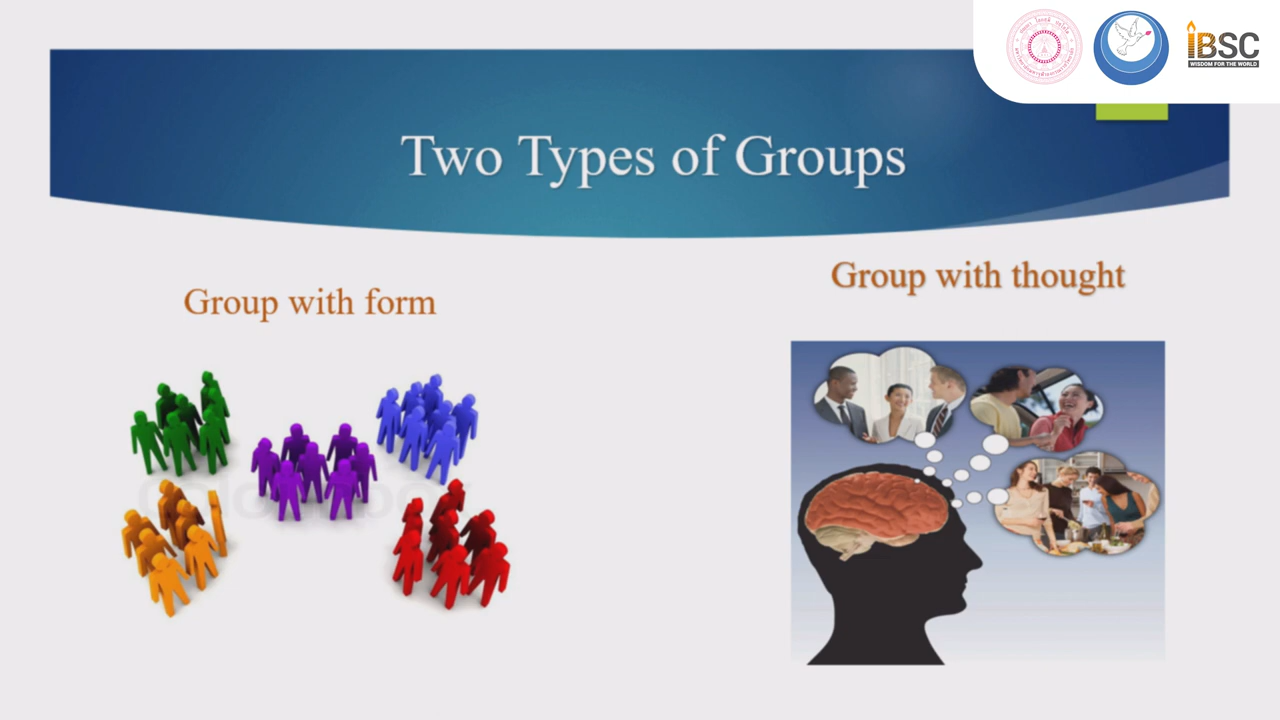 iBSC
WISDOM FOR THE WORLD
Two Types of Groups
Group with form
Group with thought